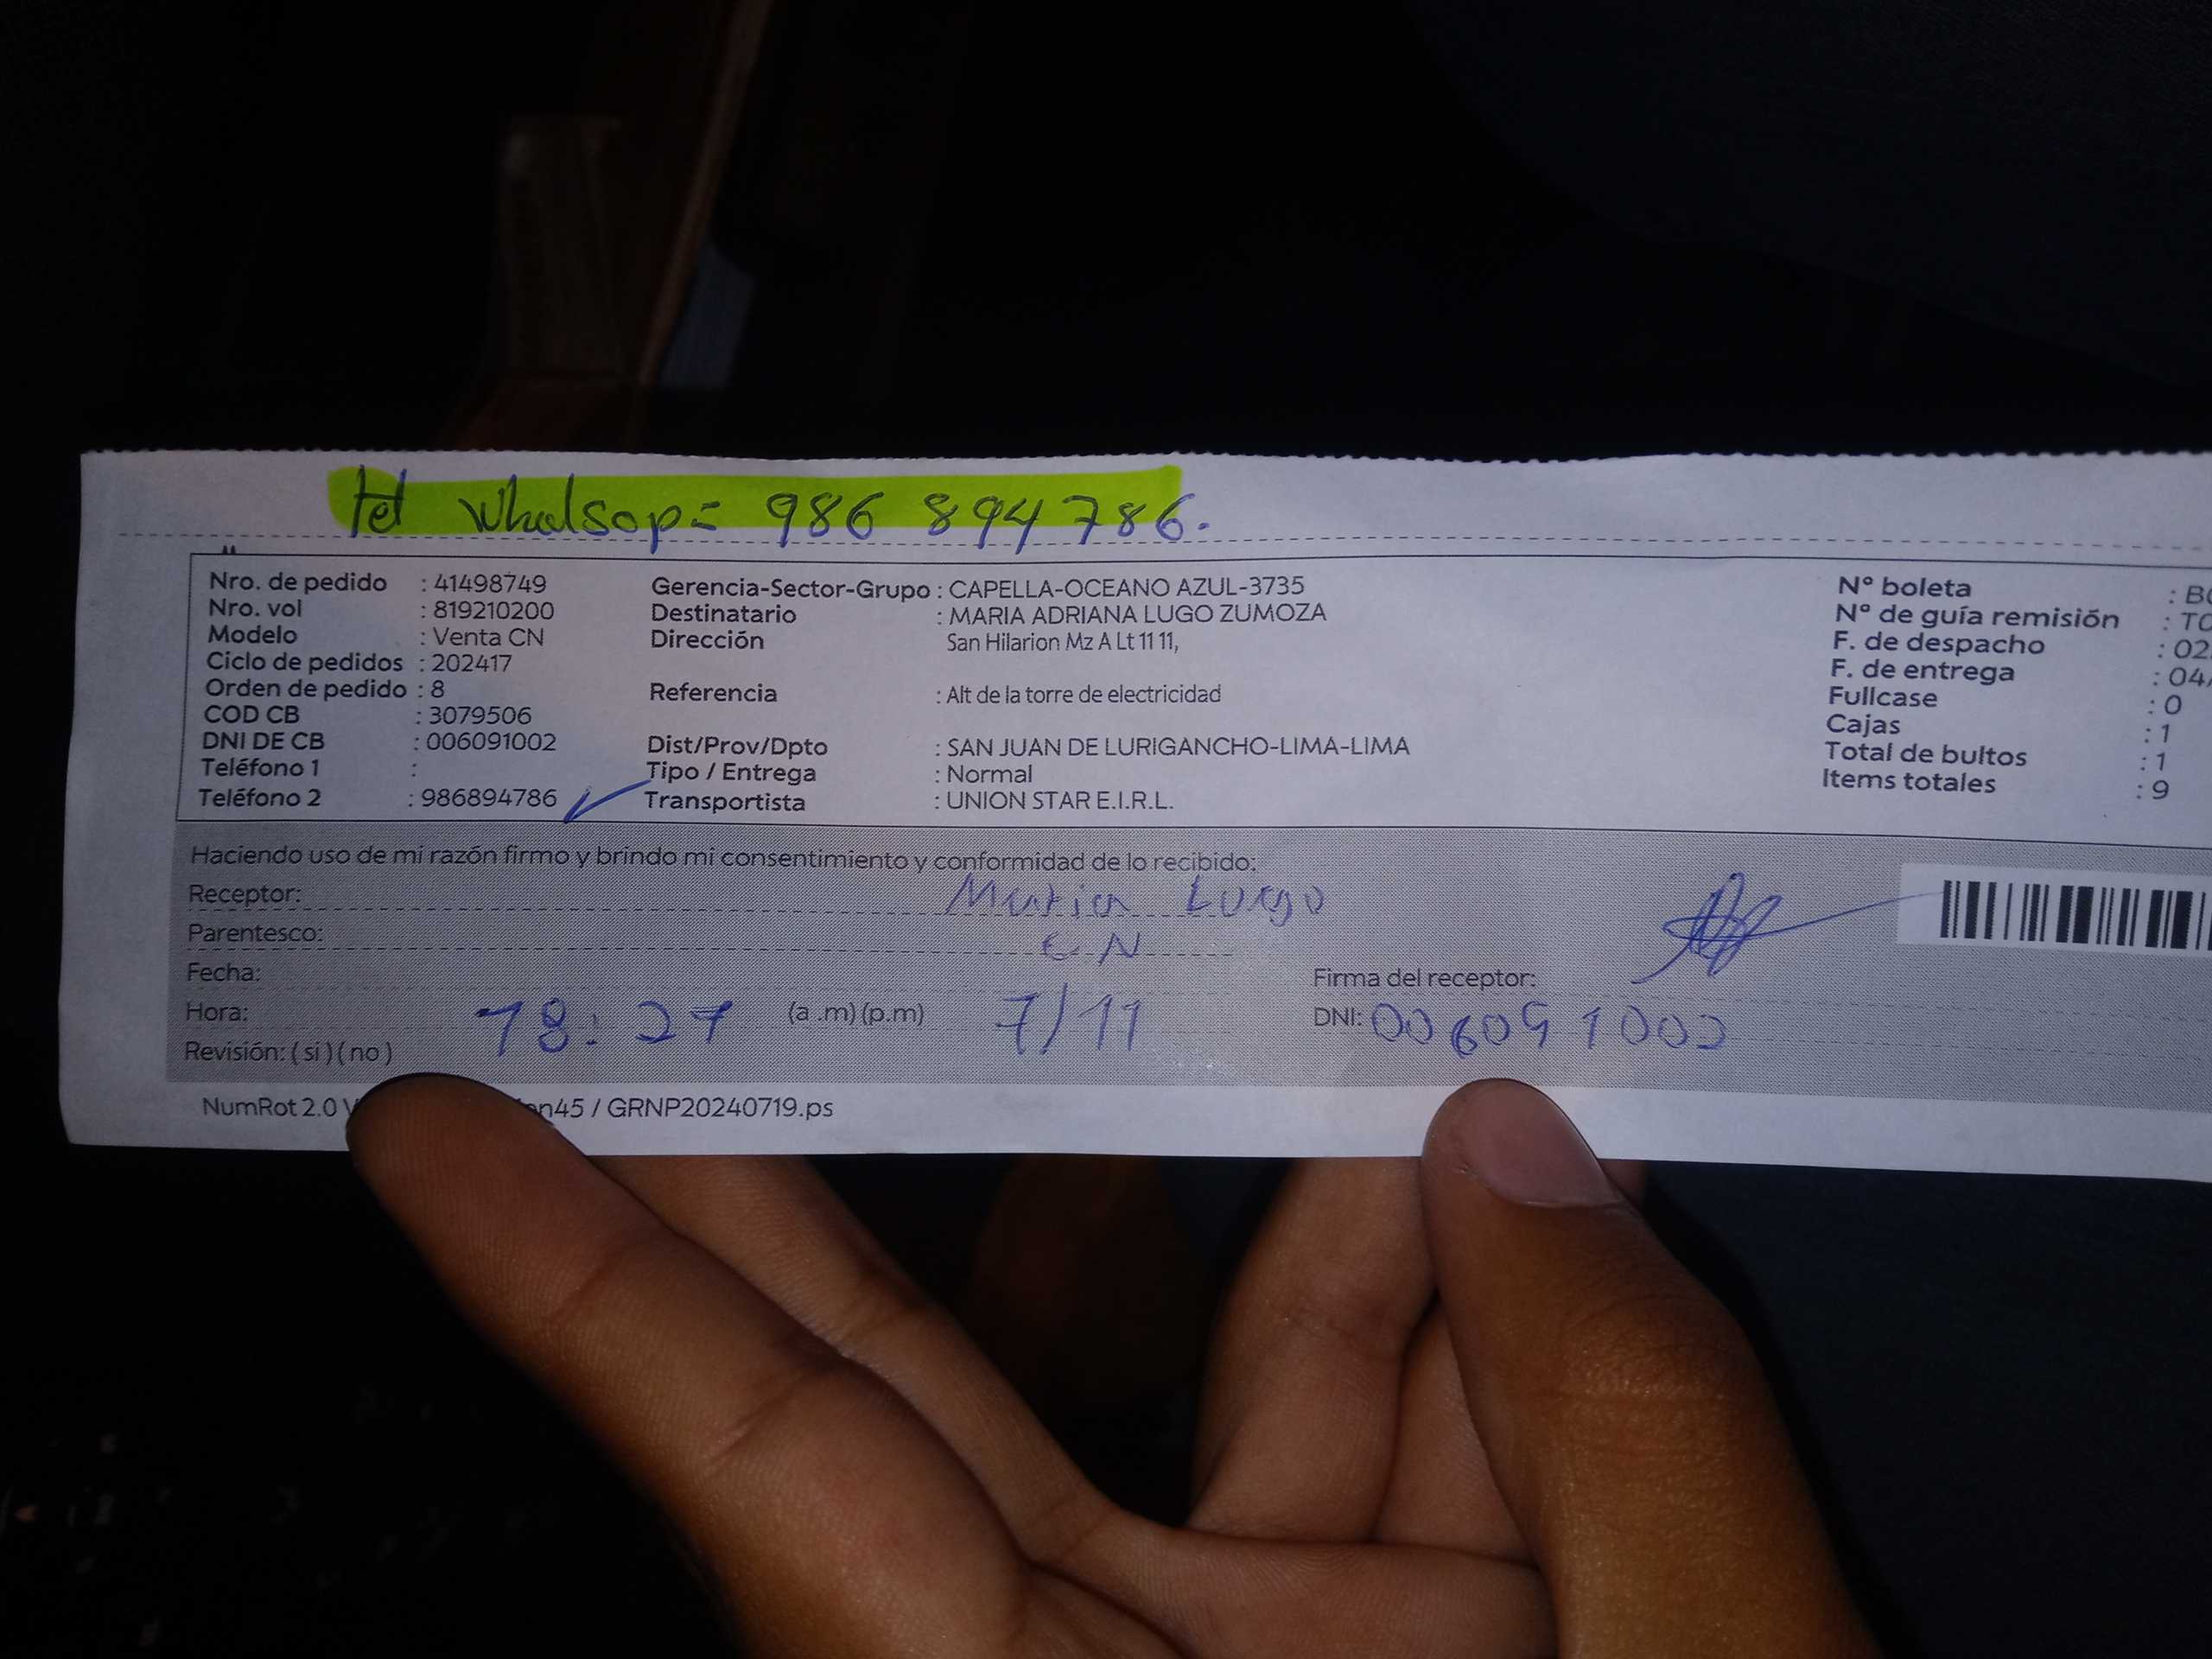 tel whalsop= 986 894786.
Nro. de pedido : 41498749
Nro. vol : 819210200
Modelo : Venta CN
Ciclo de pedidos : 202417
Orden de pedido : 8
COD CB : 3079506
DNI DE CB : 006091002
Teléfono 1 :
Teléfono 2 : 986894786
Gerencia-Sector-Grupo : CAPELLA-OCEANO AZUL-3735
Destinatario : MARIA ADRIANA LUGO ZUMOZA
Dirección San Hilarion Mz A Lt 11 11,
Referencia : Alt de la torre de electricidad
Dist/Prov/Dpto : SAN JUAN DE LURIGANCHO-LIMA-LIMA
Tipo / Entrega : Normal
Transportista : UNION STAR E.I.R.L.
N° boleta : B
N° de guía remisión : T
F. de despacho : 02
F. de entrega : 04/
Fullcase : 0
Cajas : 1
Total de bultos : 1
Items totales : 9
Haciendo uso de mi razón firmo y brindo mi consentimiento y conformidad de lo recibido:
Receptor: Maria Lugo
Parentesco: C N
Fecha:
Hora: 18:27 (a .m) (p.m) 7/11
Revisión: ( si ) ( no )
Firma del receptor:
DNI: 006091002
NumRot 2.0 en45 / GRNP20240719.ps